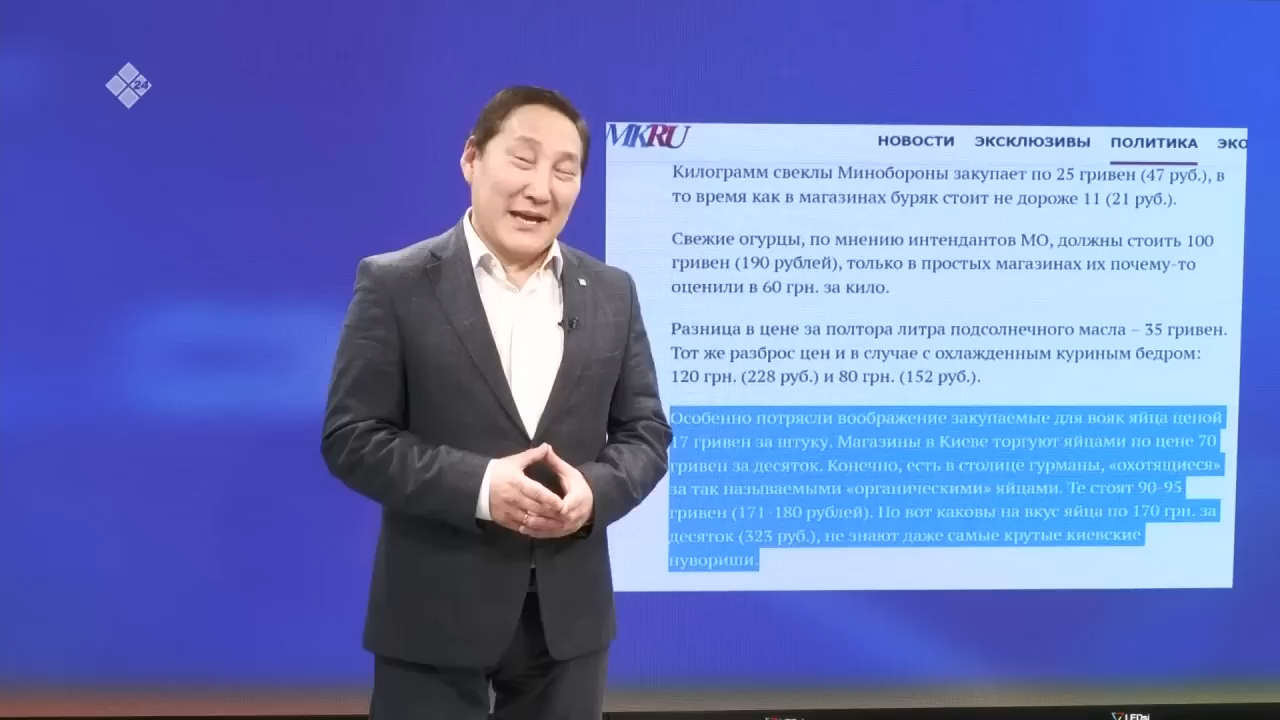 Х24
MKRU
НОВОСТИ ЭКСКЛЮЗИВЫ ПОЛИТИКА ЭКО
Килограмм свеклы Минобороны закупает по 25 гривен (47 руб.), в
то время как в магазинах буряк стоит не дороже 11 (21 руб.).
Свежие огурцы, по мнению интендантов МО, должны стоить 100
гривен (190 рублей), только в простых магазинах их почему-то
оценили в 60 грн. за кило.
Разница в цене за полтора литра подсолнечного масла – 35 гривен.
Тот же разброс цен и в случае с охлажденным куриным бедром:
120 грн. (228 руб.) и 80 грн. (152 руб.).
Особенно потрясли воображение закупаемые для вояк яйца ценой
17 гривен за штуку. Магазины в Киеве торгуют яйцами по цене 70
гривен за десяток. Конечно, есть в столице гурманы, «охотящиеся»
за так называемыми «органическими» яйцами. Те стоят 90-95
гривен (171-180 рублей). Но вот каковы на вкус яйца по 170 грн. за
десяток (323 руб.), не знают даже самые крутые киевские
нувориши.